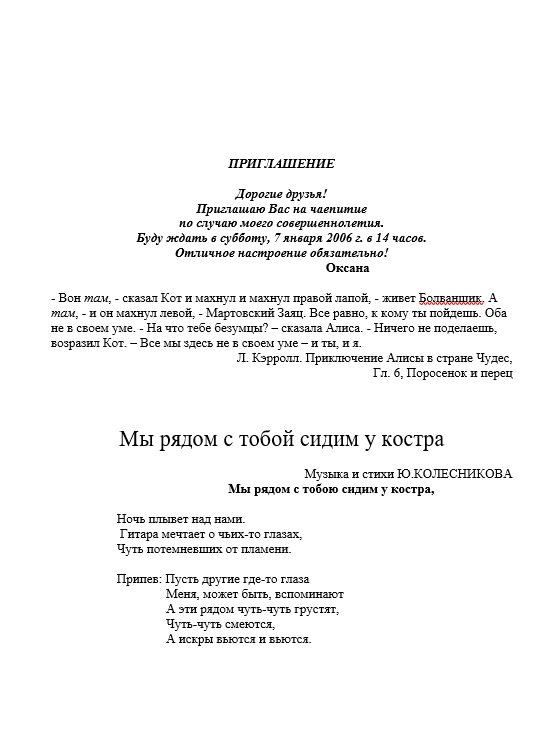 ПРИГЛАШЕНИЕ
Дорогие друзья!
Приглашаю Вас на чаепитие
по случаю моего совершеннолетия.
Буду ждать в субботу, 7 января 2006 г. в 14 часов.
Отличное настроение обязательно!
Оксана
- Вон там, - сказал Кот и махнул и махнул правой лапой, - живет Болванщик. А
там, - и он махнул левой, - Мартовский Заяц. Все равно, к кому ты пойдешь. Оба
не в своем уме. - На что тебе безумцы? – сказала Алиса. - Ничего не поделаешь,
возразил Кот. – Все мы здесь не в своем уме – и ты, и я.
Л. Кэрролл. Приключение Алисы в стране Чудес,
Гл. 6, Поросенок и перец
Мы рядом с тобой сидим у костра
Музыка и стихи Ю.КОЛЕСНИКОВА
Мы рядом с тобою сидим у костра,
Ночь плывет над нами.
Гитара мечтает о чьих-то глазах,
Чуть потемневших от пламени.
Припев: Пусть другие где-то глаза
Меня, может быть, вспоминают
А эти рядом чуть-чуть грустят,
Чуть-чуть смеются,
А искры вьются и вьются.